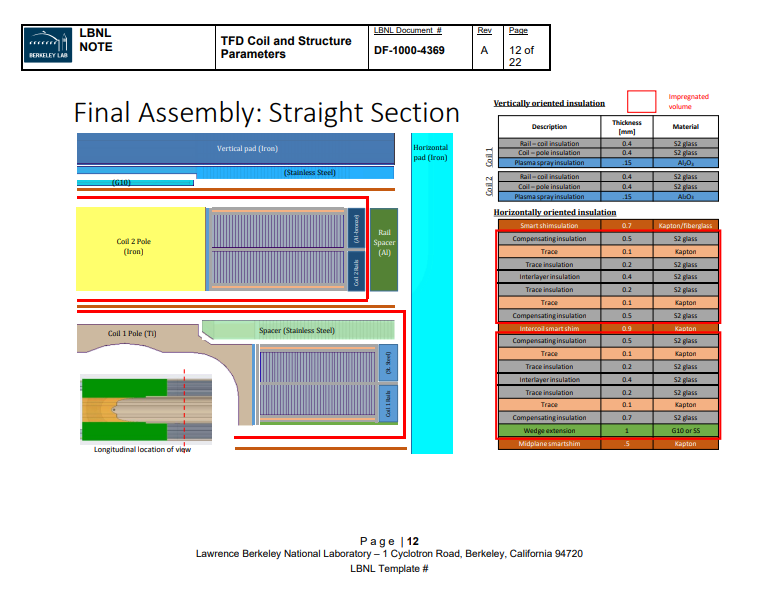 BERKELEY LAB
LBNL
NOTE
TFD Coil and Structure
Parameters
LBNL Document #
DF-1000-4369
Rev
A
Page
12 of
22
Final Assembly: Straight Section
Vertical pad (Iron)
(Stainless Steel)
(G10)
Horizontal
pad (Iron)
Coil 2 Pole
(Iron)
(Al-bronze)
Coil 2 Rails
Rail
Spacer
(Al)
Coil 1 Pole (Ti)
Spacer (Stainless Steel)
(St. Steel)
Coil 1 Rails
Longitudinal location of view
Vertically oriented insulation
Impregnated
volume
Description Thickness [mm] Material
Coil 1
Rail – coil insulation 0.4 S2 glass
Coil – pole insulation 0.4 S2 glass
Plasma spray insulation .15 Al₂O₃
Coil 2
Rail – coil insulation 0.4 S2 glass
Coil – pole insulation 0.4 S2 glass
Plasma spray insulation .15
Horizontally oriented insulation
Smart shimsulation 0.7 Kapton/fiberglass
Compensating insulation 0.5 S2 glass
Trace 0.1 Kapton
Trace insulation 0.2 S2 glass
Interlayer insulation 0.4 S2 glass
Trace insulation 0.2 S2 glass
Trace 0.1 Kapton
Compensating insulation 0.5 S2 glass
Intercoil smart shim 0.9 Kapton
Compensating insulation 0.5 S2 glass
Trace 0.1 Kapton
Trace insulation 0.2 S2 glass
Interlayer insulation 0.4 S2 glass
Trace insulation 0.2 S2 glass
Trace 0.1 Kapton
Compensating insulation 0.7 S2 glass
Wedge extension 1 G10 or SS
Midplane smartshim .5 Kapton
Page | 12
Lawrence Berkeley National Laboratory – 1 Cyclotron Road, Berkeley, California 94720
LBNL Template #